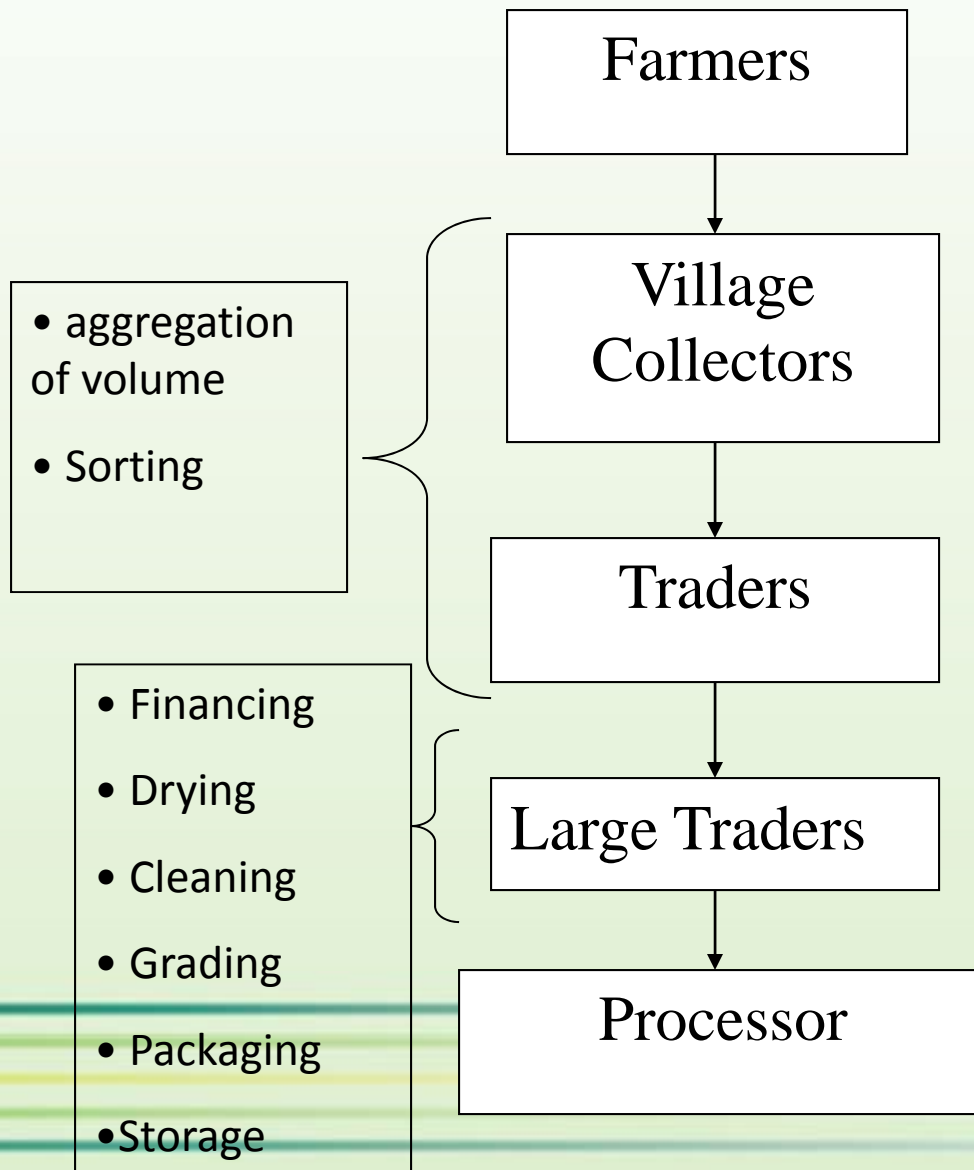 Farmers
Village
Collectors
• aggregation
of volume
• Sorting
Traders
• Financing
• Drying
• Cleaning
• Grading
• Packaging
•Storage
Large Traders
Processor